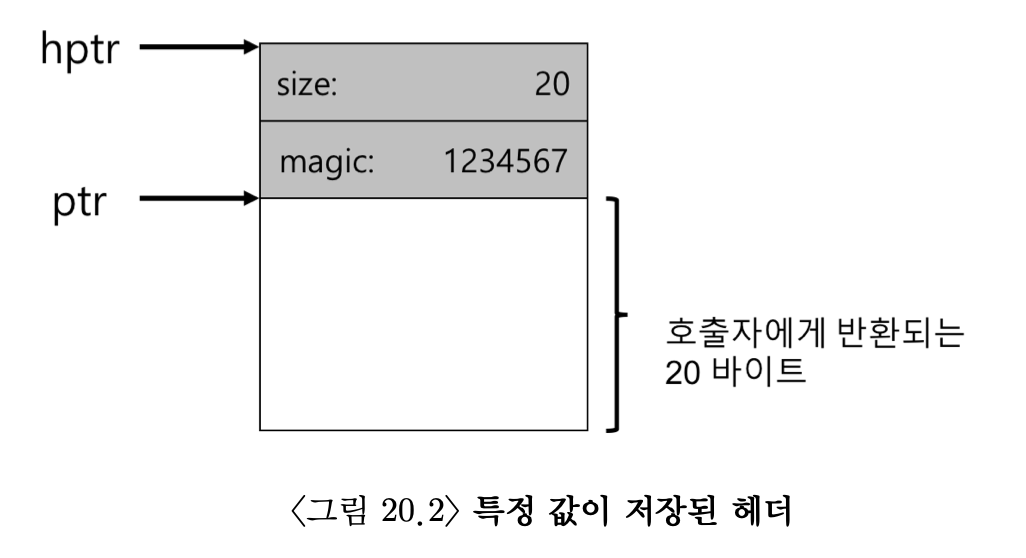 hptr
size: 20
magic: 1234567
ptr
호출자에게 반환되는
20 바이트
<그림 20.2> 특정 값이 저장된 헤더